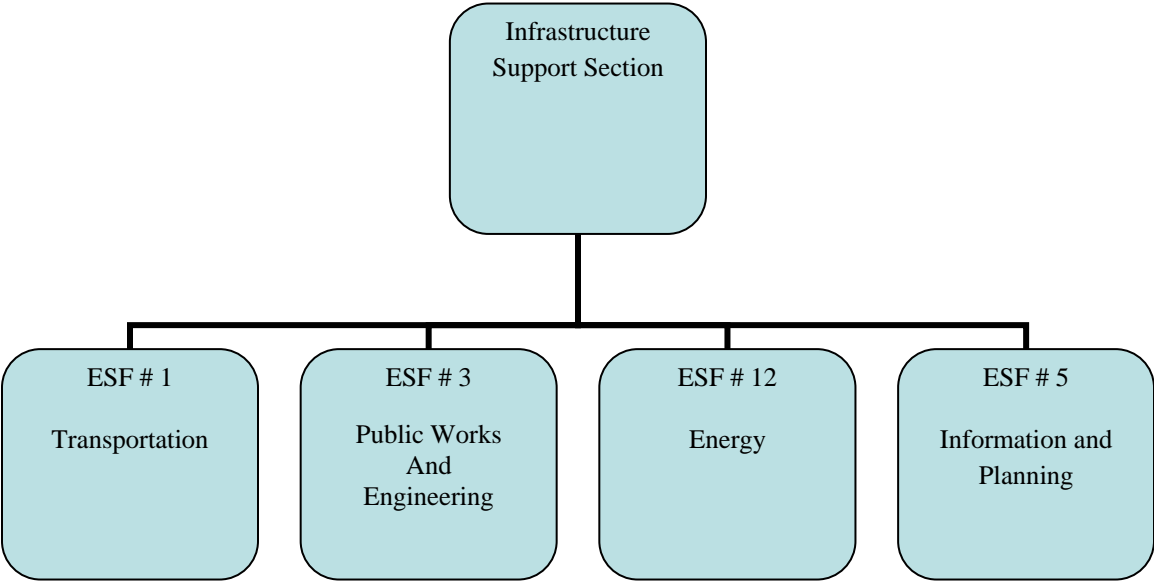 Infrastructure
Support Section
ESF # 1
Transportation
ESF # 3
Public Works
And
Engineering
ESF # 12
Energy
ESF # 5
Information and
Planning